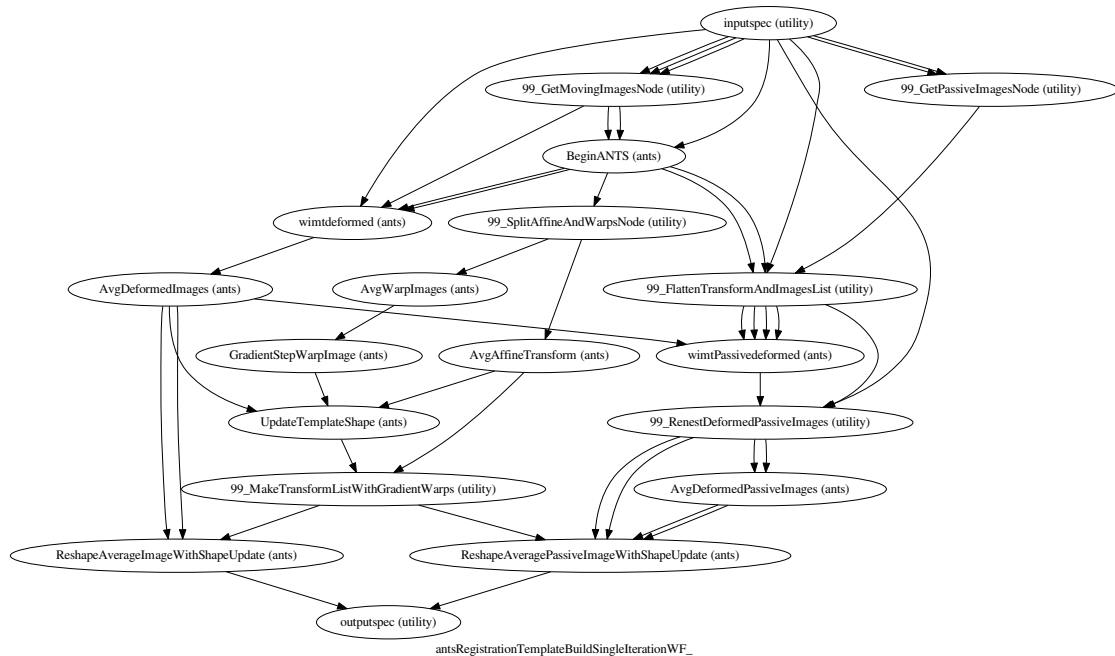 inputspec (utility)
99_GetMovingImagesNode (utility)
99_GetPassiveImagesNode (utility)
BeginANTS (ants)
wimtdeformed (ants)
99_SplitAffineAndWarpsNode (utility)
AvgDeformedImages (ants)
AvgWarpImages (ants)
99_FlattenTransformAndImagesList (utility)
GradientStepWarpImage (ants)
AvgAffineTransform (ants)
wimtPassivedeformed (ants)
UpdateTemplateShape (ants)
99_RenestDeformedPassiveImages (utility)
99_MakeTransformListWithGradientWarps (utility)
AvgDeformedPassiveImages (ants)
ReshapeAverageImageWithShapeUpdate (ants)
ReshapeAveragePassiveImageWithShapeUpdate (ants)
outputspec (utility)
antsRegistrationTemplateBuildSingleIterationWF_